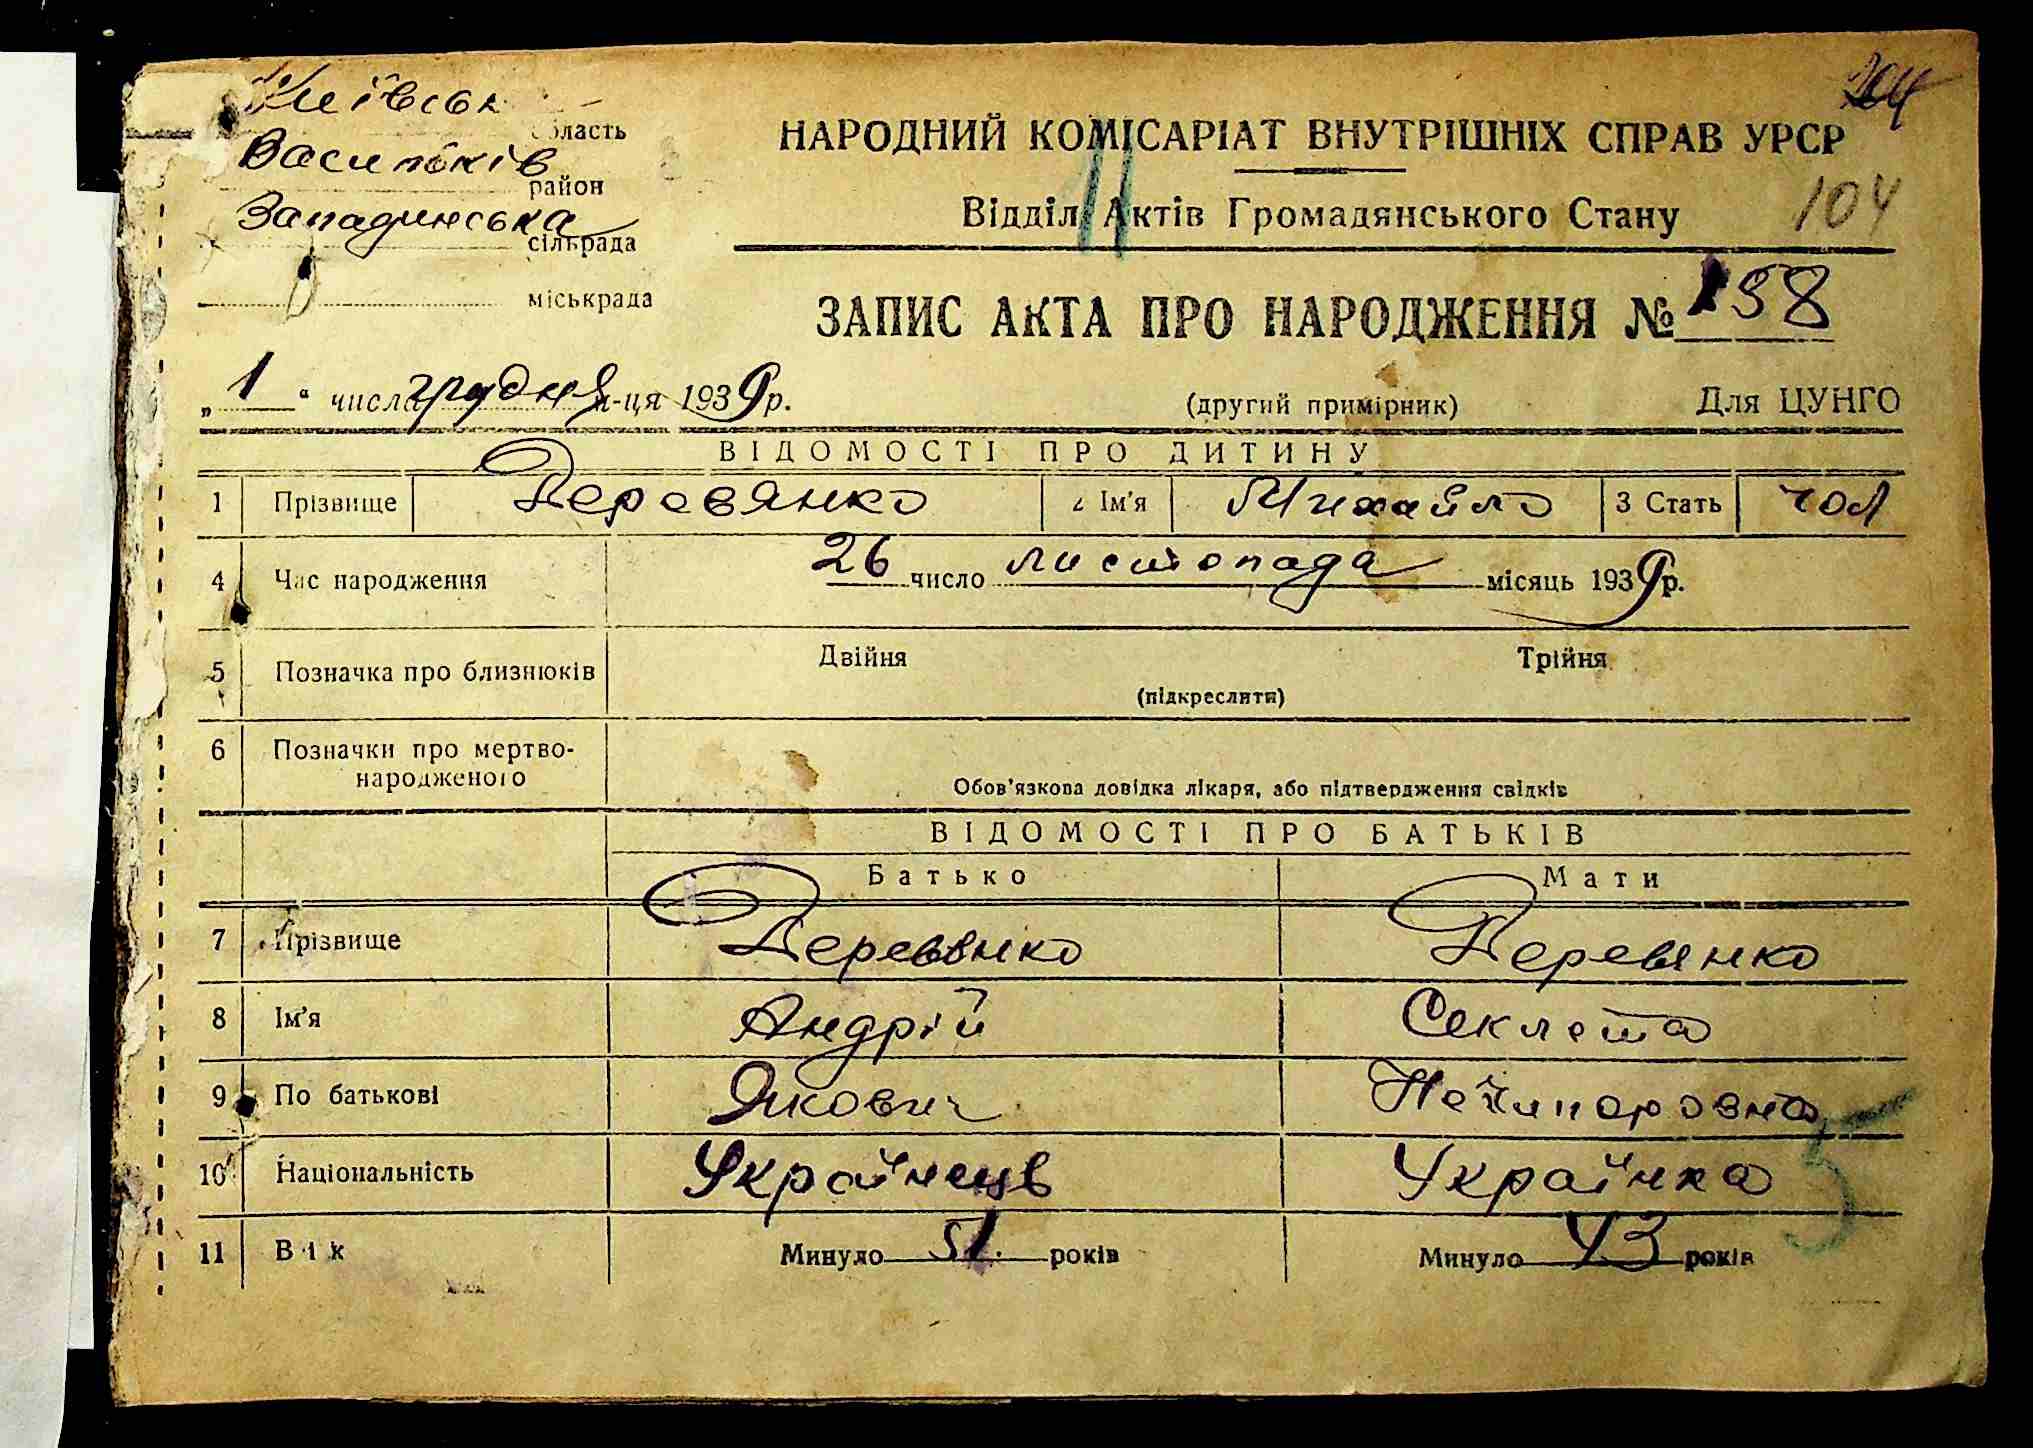 Київськ область
Васильків район
Западинська сільрада
міськрада
104
НАРОДНИЙ КОМІСАРІАТ ВНУТРІШНІХ СПРАВ УРСР
Відділ Актів Громадянського Стану
ЗАПИС АКТА ПРО НАРОДЖЕННЯ № 158
„ 1 “ числа грудня м-ця 1939 р.
(другий примірник)
Для ЦУНГО
ВІДОМОСТІ ПРО ДИТИНУ
1 Прізвище Деревянко 2 Ім'я Михайло 3 Стать чол
4 Час народження 26 число листопада місяць 1939 р.
5 Позначка про близнюків Двійня Трійня
(підкреслити)
6 Позначки про мертво-
народженого
Обов'язкова довідка лікаря, або підтвердження свідків
ВІДОМОСТІ ПРО БАТЬКІВ
Батько Мати
7 Прізвище Деревянко Деревянко
8 Ім'я Андрій Секлета
9 По батькові Якович Нечипоровна
10 Національність Українець Українка
11 Вік Минуло 51 років Минуло 43 років